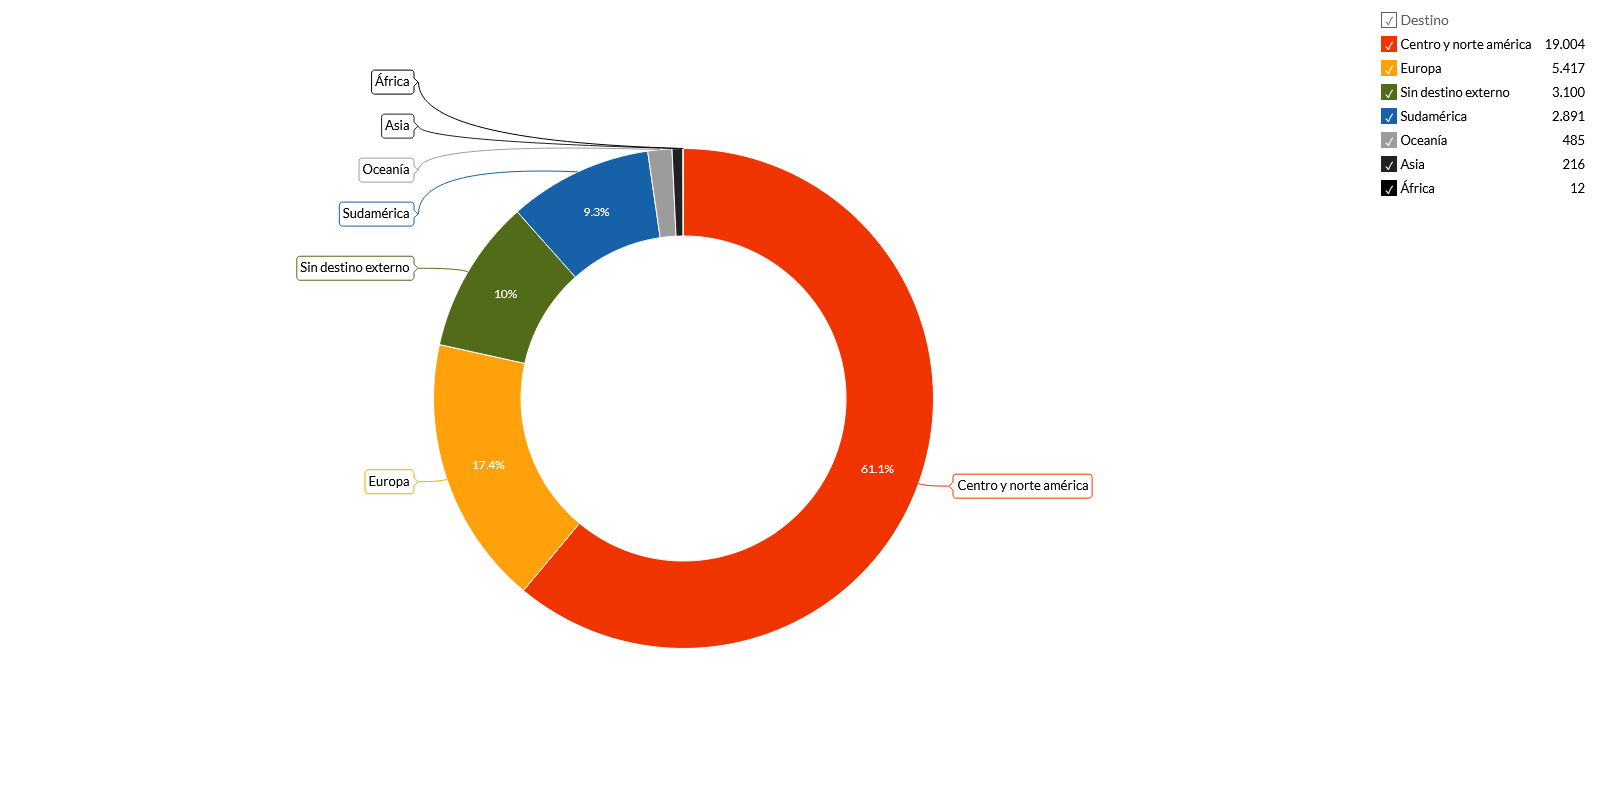 Destino
Centro y norte américa 19.004
Europa 5.417
Sin destino externo 3.100
Sudamérica 2.891
Oceanía 485
Asia 216
África 12
África
Asia
Oceanía
Sudamérica
9.3%
Sin destino externo
10%
17.4%
61.1%
Europa
Centro y norte américa